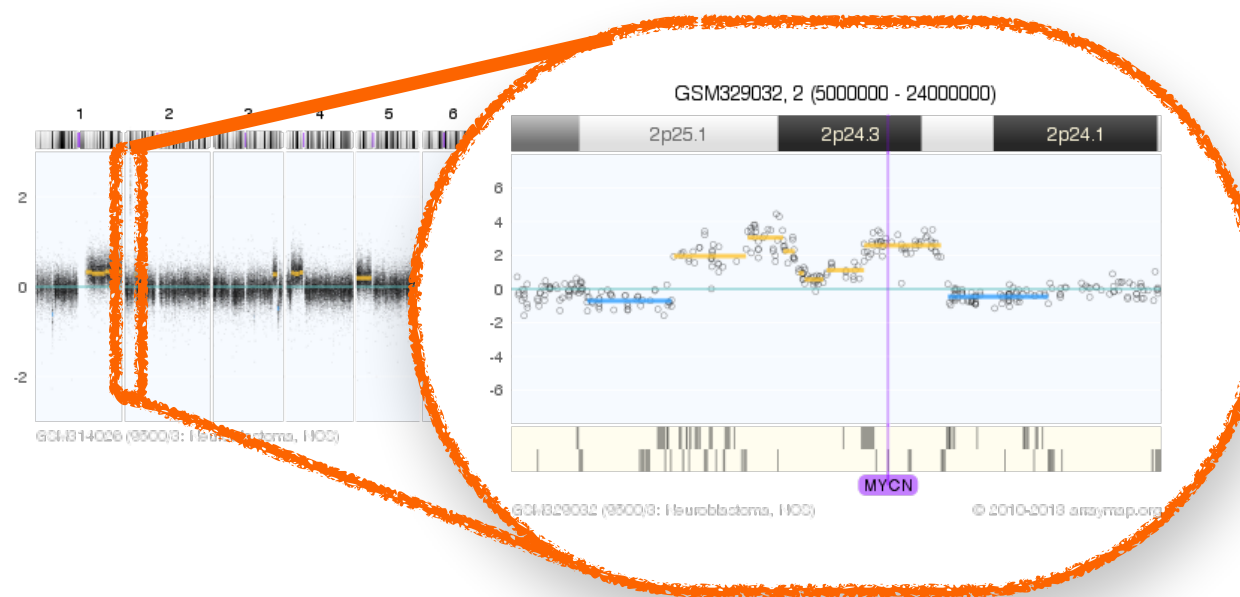 GSM329032, 2 (5000000 - 24000000)
1 2 3 4 5 6
2p25.1 2p24.3 2p24.1
2
0
-2
6
4
2
0
-2
-4
-6
MYCN
GSM314026 (9500/3: Neuroblastoma, NOS)
GSM329032 (9500/3: Neuroblastoma, NOS)
© 2010-2013 arraymap.org